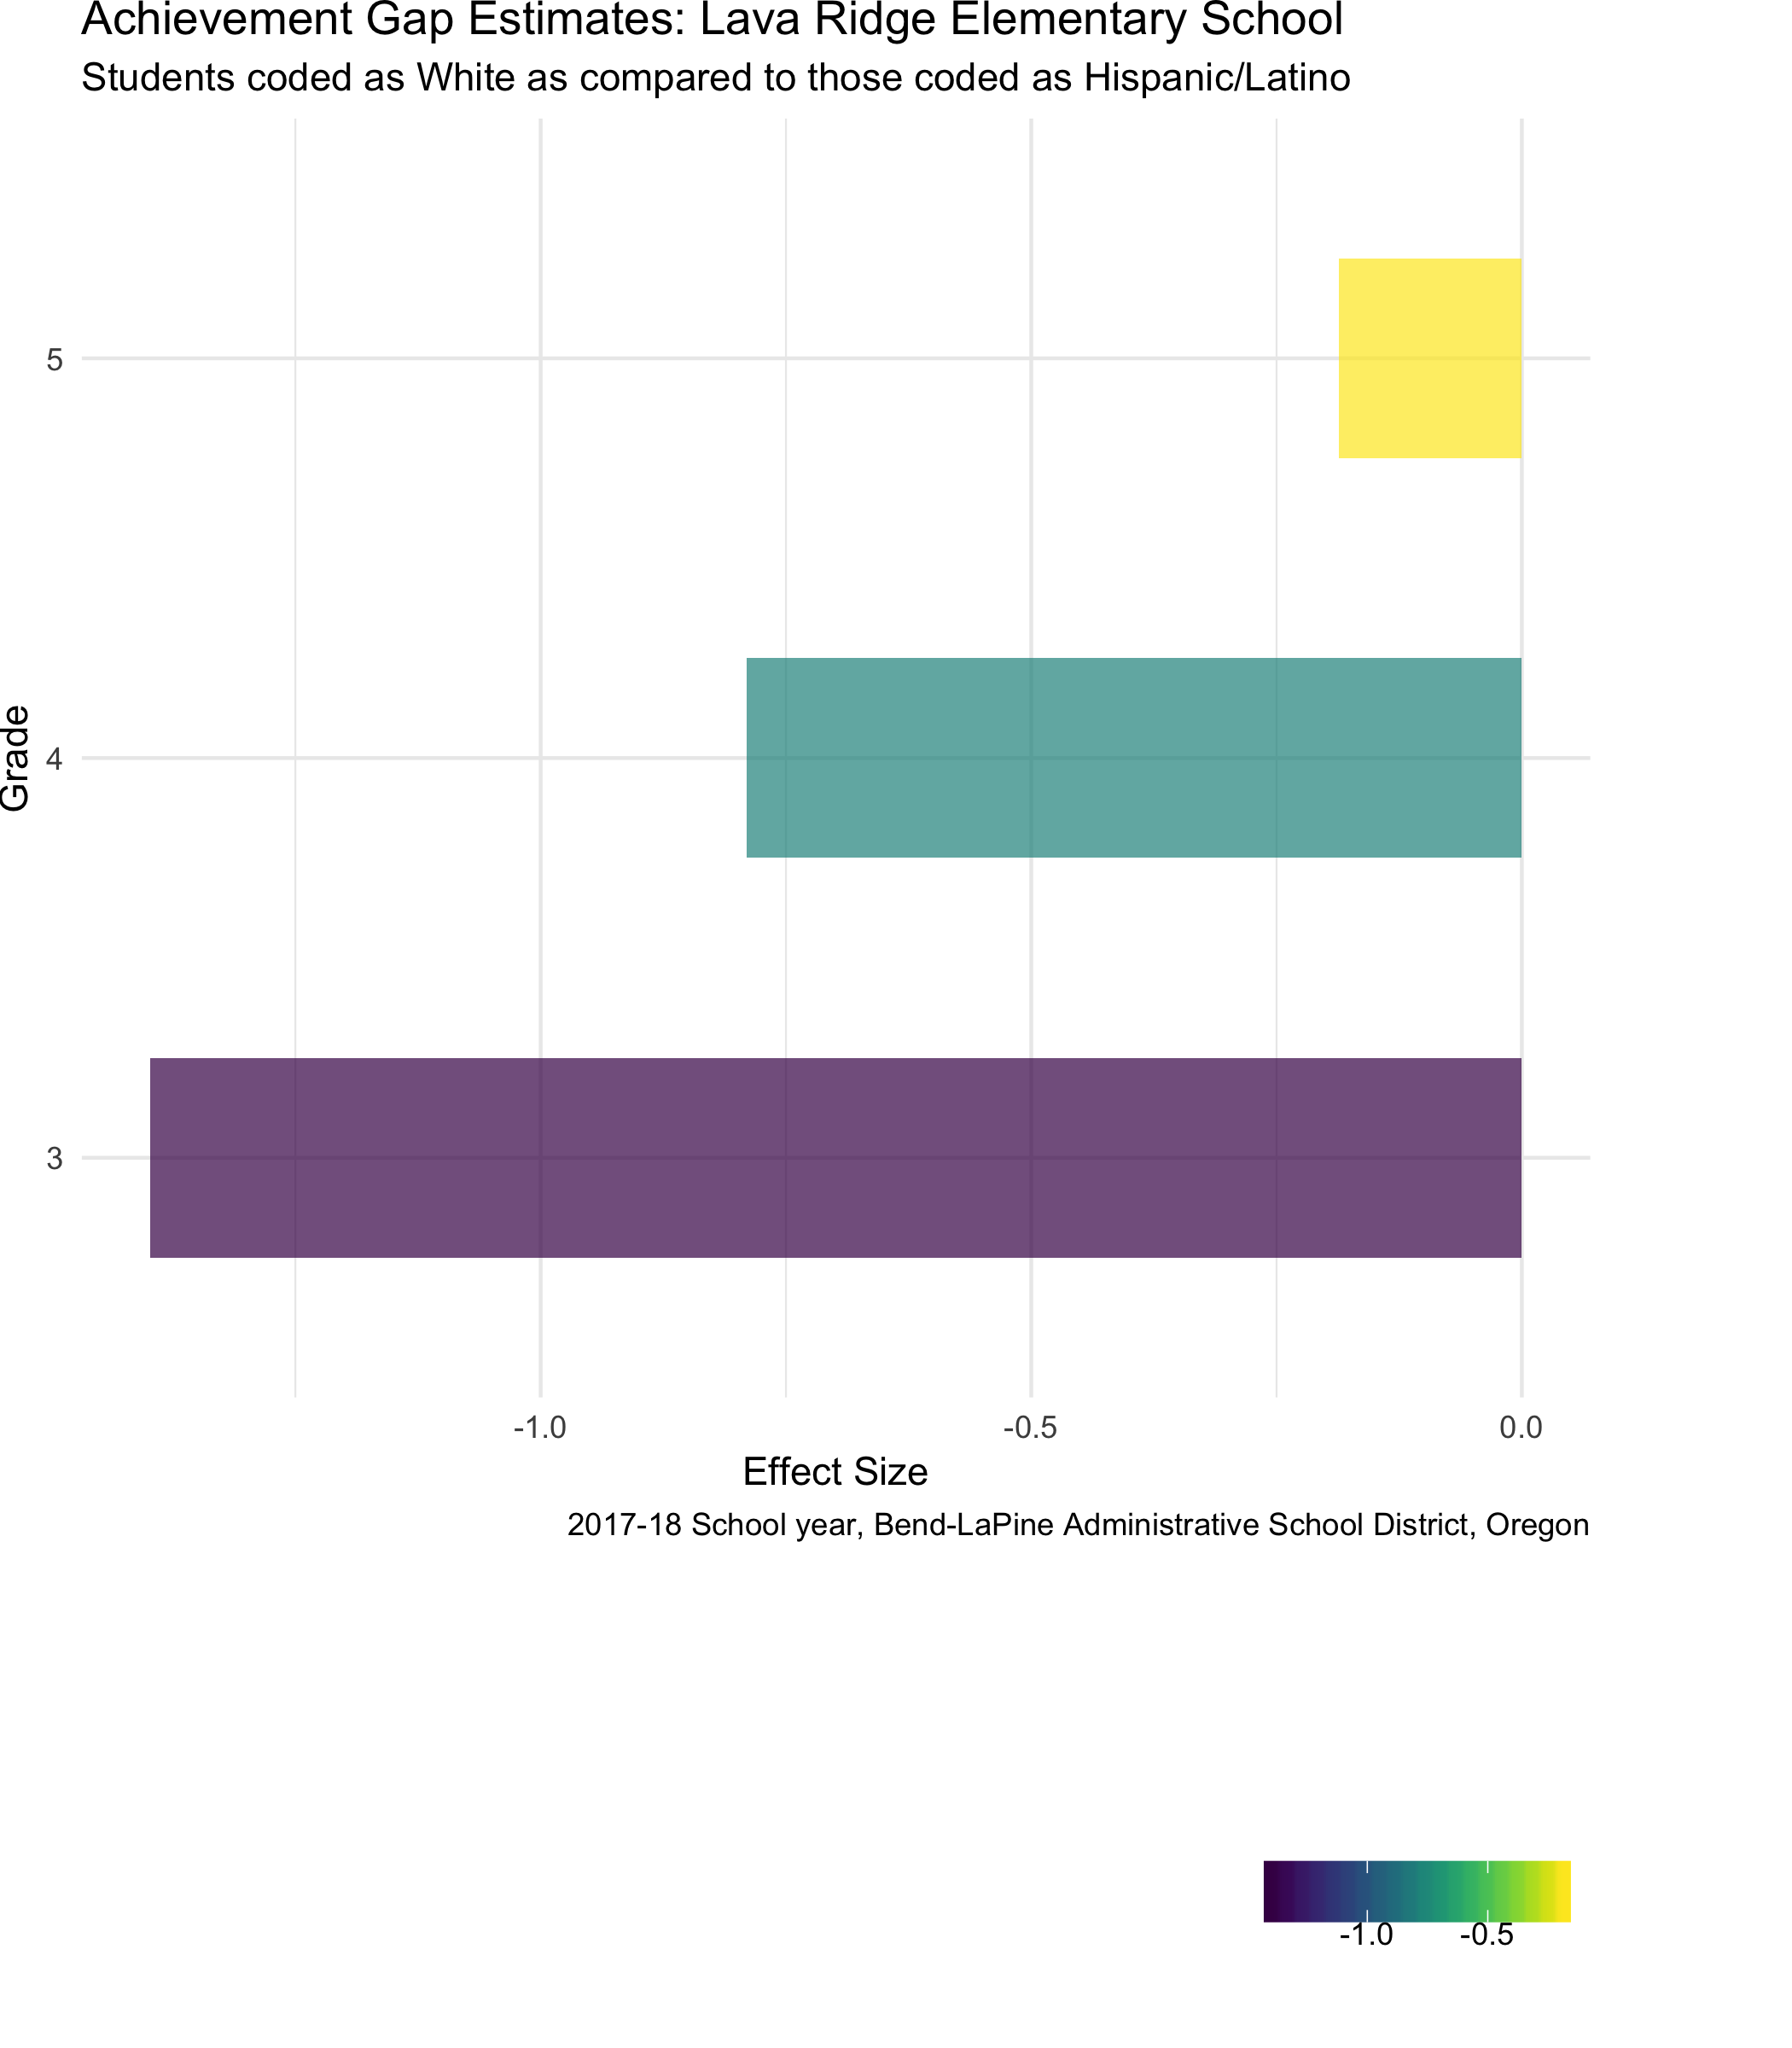 Achievement Gap Estimates: Lava Ridge Elementary School
Students coded as White as compared to those coded as Hispanic/Latino
Grade
5
4
3
-1.0
-0.5
0.0
Effect Size
2017-18 School year, Bend-LaPine Administrative School District, Oregon
-1.0
-0.5